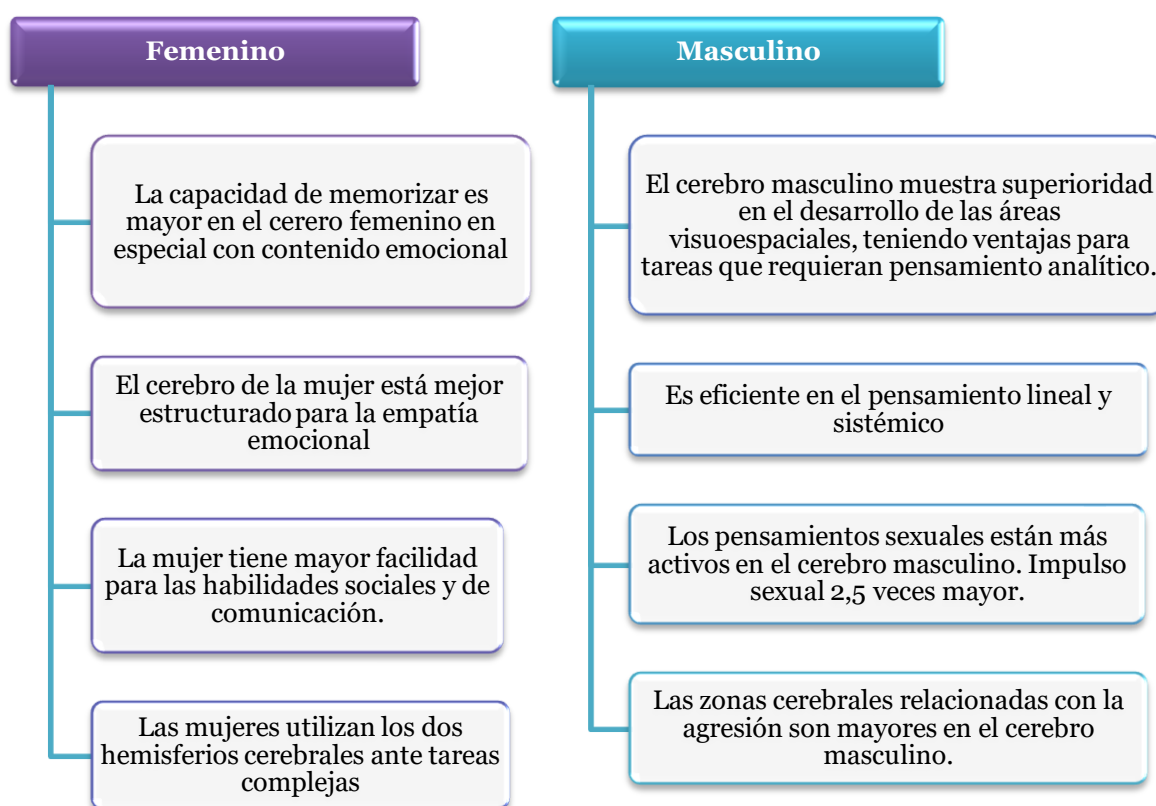 Femenino
La capacidad de memorizar es
mayor en el cerero femenino en
especial con contenido emocional
El cerebro de la mujer está mejor
estructurado para la empatía
emocional
La mujer tiene mayor facilidad
para las habilidades sociales y de
comunicación.
Las mujeres utilizan los dos
hemisferios cerebrales ante tareas
complejas
Masculino
El cerebro masculino muestra superioridad
en el desarrollo de las áreas
visuoespaciales, teniendo ventajas para
tareas que requieran pensamiento analítico.
Es eficiente en el pensamiento lineal y
sistémico
Los pensamientos sexuales están más
activos en el cerebro masculino. Impulso
sexual 2,5 veces mayor.
Las zonas cerebrales relacionadas con la
agresión son mayores en el cerebro
masculino.